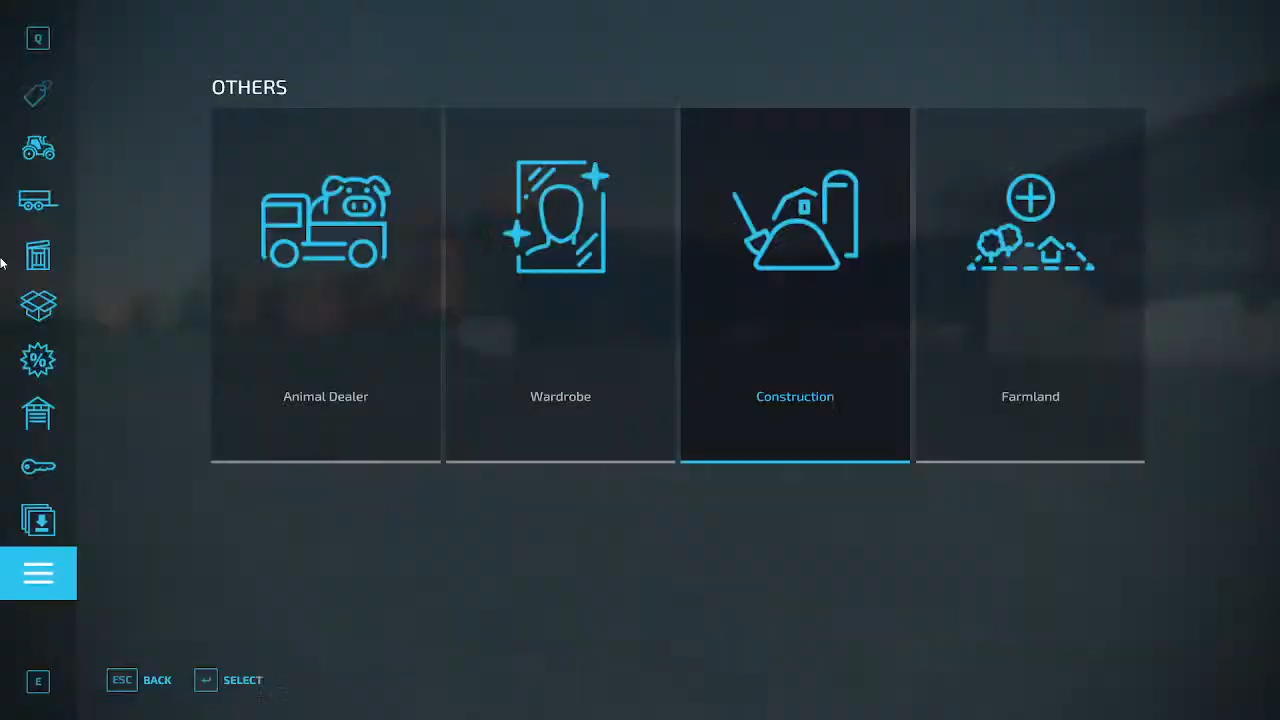 Q
OTHERS
%
Animal Dealer
Wardrobe
Construction
Farmland
E
ESC BACK
SELECT